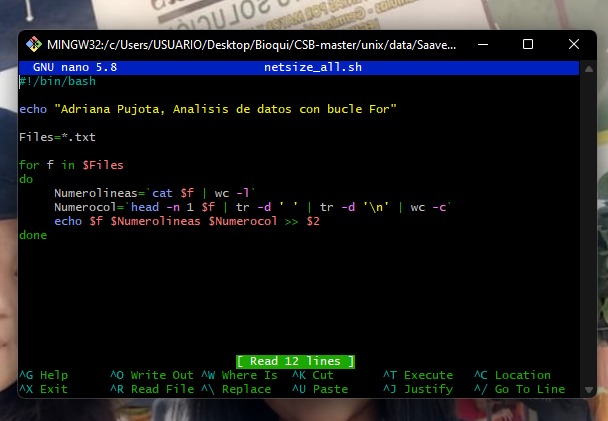 MINGW32:/c/Users/USUARIO/Desktop/Bioqui/CSB-master/unix/data/Saave...
GNU nano 5.8 netsize_all.sh
#!/bin/bash
echo "Adriana Pujota, Analisis de datos con bucle For"
Files=*.txt
for f in $Files
do
Numerolineas=`cat $f | wc -l`
Numerocol=`head -n 1 $f | tr -d ' ' | tr -d '\n' | wc -c`
echo $f $Numerolineas $Numerocol >> $2
done
[ Read 12 lines ]
^G Help ^O Write Out ^W Where Is ^K Cut ^T Execute ^C Location
^X Exit ^R Read File ^\ Replace ^U Paste ^J Justify ^/ Go To Line